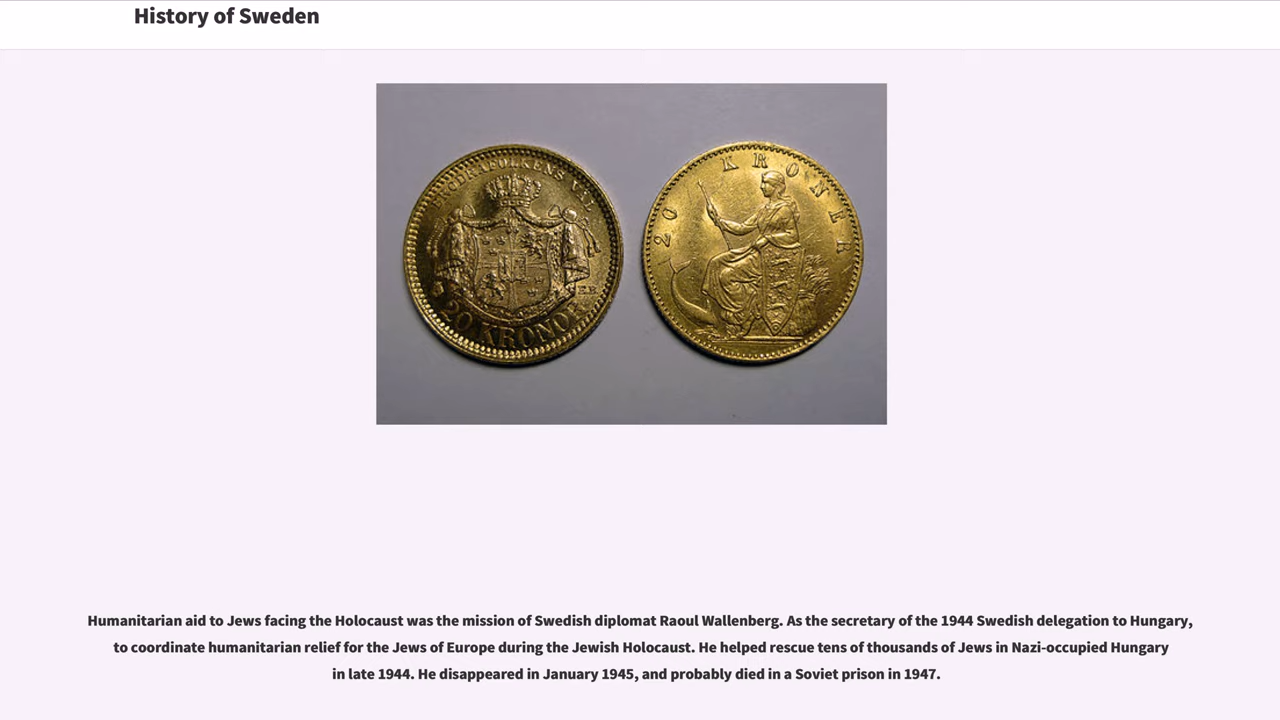 History of Sweden
BRÖDRAFOLKENS VÄL
E.B.
20 KRONOR
20 KRONER
Humanitarian aid to Jews facing the Holocaust was the mission of Swedish diplomat Raoul Wallenberg. As the secretary of the 1944 Swedish delegation to Hungary,
to coordinate humanitarian relief for the Jews of Europe during the Jewish Holocaust. He helped rescue tens of thousands of Jews in Nazi-occupied Hungary
in late 1944. He disappeared in January 1945, and probably died in a Soviet prison in 1947.